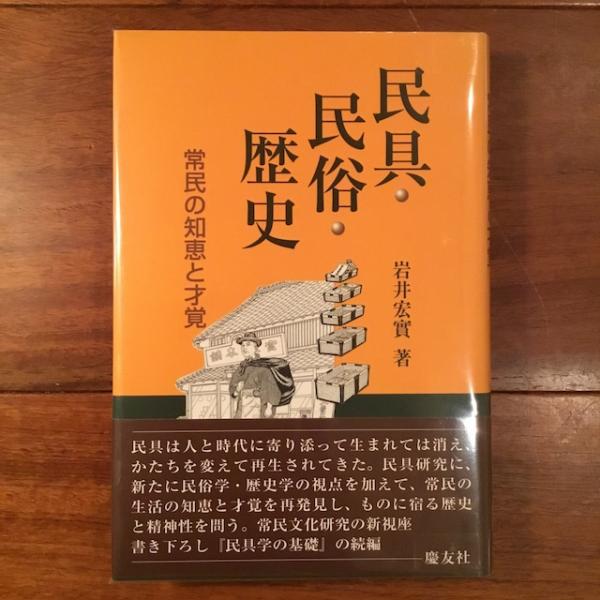 民具・
民俗・
歴史
常民の知恵と才覚
岩井宏實 著
民具は人と時代に寄り添って生まれては消え、
かたちを変えて再生されてきた。民具研究に、
新たに民俗学・歴史学の視点を加えて、常民の
生活の知恵と才覚を再発見し、ものに宿る歴史
と精神性を問う。常民文化研究の新視座
書き下ろし『民具学の基礎』の続編
慶友社